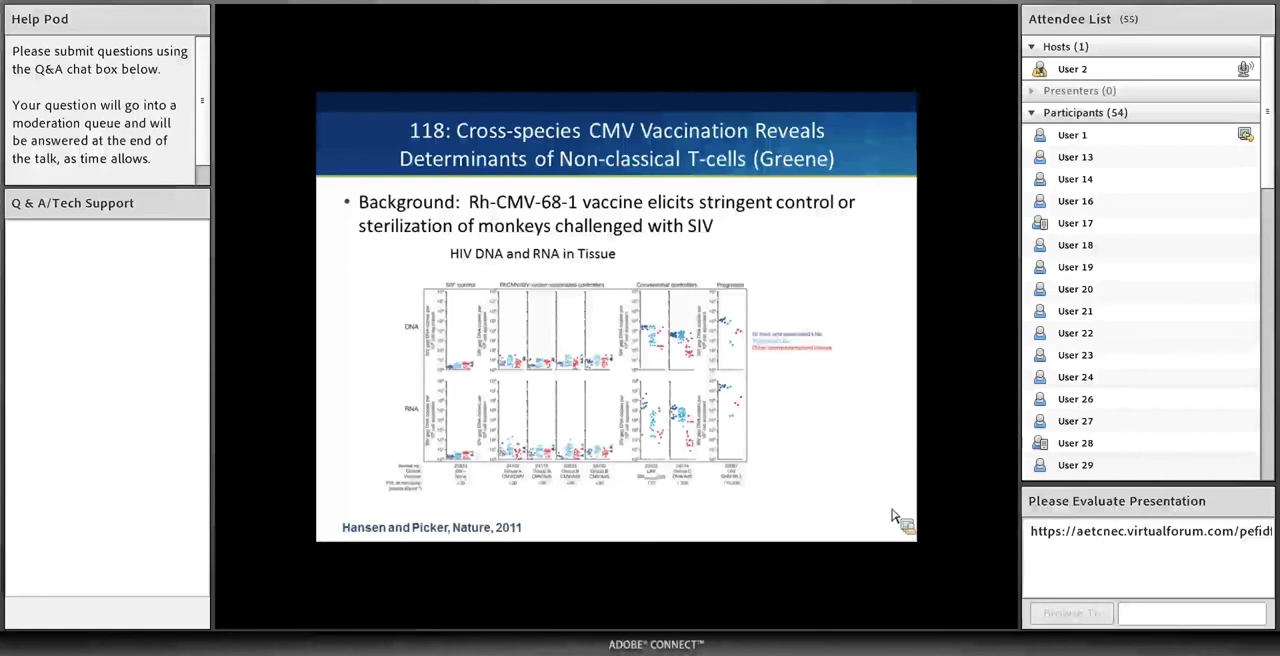 Help Pod
Please submit questions using
the Q&A chat box below.
Your question will go into a
moderation queue and will
be answered at the end of
the talk, as time allows.
Q & A/Tech Support
118: Cross-species CMV Vaccination Reveals
Determinants of Non-classical T-cells (Greene)
• Background: Rh-CMV-68-1 vaccine elicits stringent control or
sterilization of monkeys challenged with SIV
HIV DNA and RNA in Tissue
Conventional controllers
DNA
RNA
Hansen and Picker, Nature, 2011
Attendee List (55)
Hosts (1)
User 2
Presenters (0)
Participants (54)
User 1
User 13
User 14
User 16
User 17
User 18
User 19
User 20
User 21
User 22
User 23
User 24
User 26
User 27
User 28
User 29
Please Evaluate Presentation
https://aetcnec.virtualforum.com/pefidf
ADOBE® CONNECT™